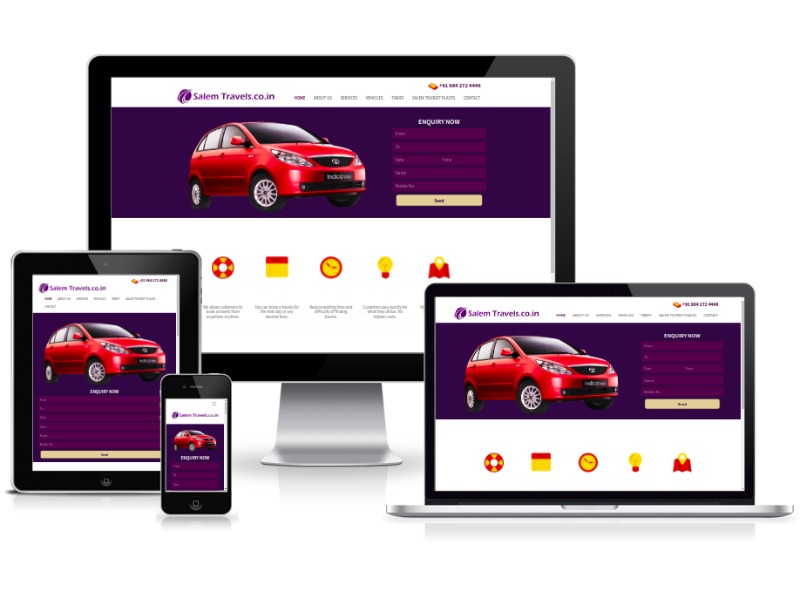 +91 984 272 4448
Salem Travels.co.in
HOME ABOUT US SERVICES VEHICLES TARIFF SALEM TOURIST PLACES CONTACT
ENQUIRY NOW
From
To
Date Time
Name
Mobile No
Send
Indica
We allow customers to book a travels from anywhere anytime
You can book a travels for the next day or any desired time.
Reduce waiting time and difficulty of finding travels.
Customers pay exactly for what they utilize. No hidden costs.
+91 984 272 4448
Salem Travels.co.in
HOME ABOUT US SERVICES VEHICLES TARIFF SALEM TOURIST PLACES
CONTACT
ENQUIRY NOW
From
To
Date
Time
Name
Mobile No
Send
Salem Travels.co.in
ENQUIRY NOW
From
To
Date
+91 984 272 4448
Salem Travels.co.in
HOME ABOUT US SERVICES VEHICLES TARIFF SALEM TOURIST PLACES CONTACT
ENQUIRY NOW
From
To
Date Time
Name
Mobile No
Send
Indica